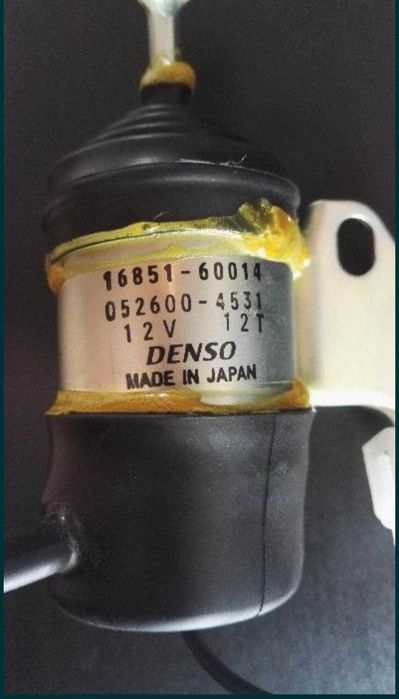 16851-60014
052600-4531
12V 12T
DENSO
MADE IN JAPAN